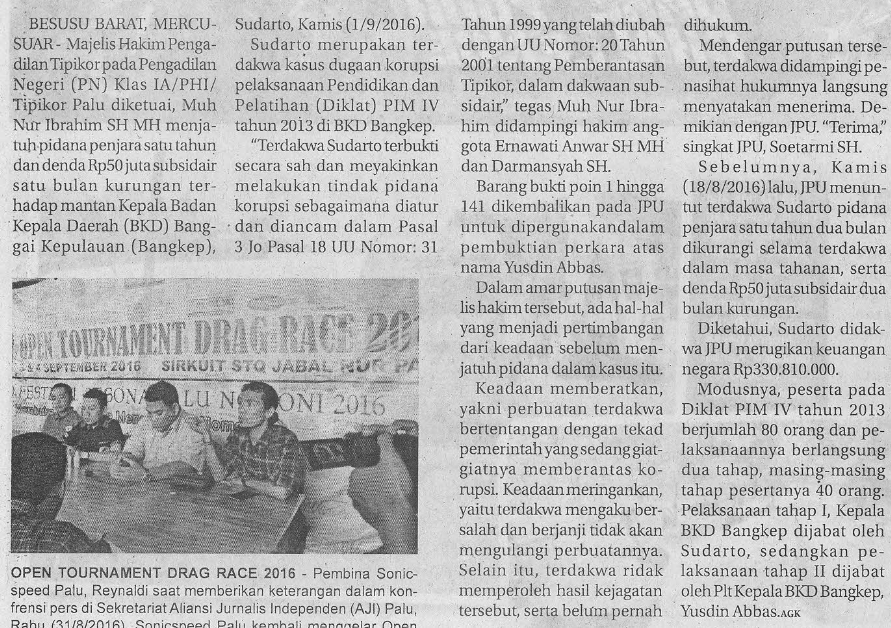 BESUSU BARAT, MERCU-
SUAR - Majelis Hakim Penga-
dilan Tipikor pada Pengadilan
Negeri (PN) Klas IA/PHI/
Tipikor Palu diketuai, Muh
Nur Ibrahim SH MH menja-
tuh pidana penjara satu tahun
dan denda Rp50 juta subsidair
satu bulan kurungan ter-
hadap mantan Kepala Badan
Kepala Daerah (BKD) Bang-
gai Kepulauan (Bangkep),
Sudarto, Kamis (1/9/2016).
Sudarto merupakan ter-
dakwa kasus dugaan korupsi
pelaksanaan Pendidikan dan
Pelatihan (Diklat) PIM IV
tahun 2013 di BKD Bangkep.
"Terdakwa Sudarto terbukti
secara sah dan meyakinkan
melakukan tindak pidana
korupsi sebagaimana diatur
dan diancam dalam Pasal
3 Jo Pasal 18 UU Nomor: 31
Tahun 1999 yang telah diubah
dengan UU Nomor: 20 Tahun
2001 tentang Pemberantasan
Tipikor, dalam dakwaan sub-
sidair," tegas Muh Nur Ibra-
him didampingi hakim ang-
gota Ernawati Anwar SH MH
dan Darmansyah SH.
Barang bukti poin 1 hingga
141 dikembalikan pada JPU
untuk dipergunakandalam
pembuktian perkara atas
nama Yusdin Abbas.
Dalam amar putusan maje-
lis hakim tersebut, ada hal-hal
yang menjadi pertimbangan
dari keadaan sebelum men-
jatuh pidana dalam kasus itu.
Keadaan memberatkan,
yakni perbuatan terdakwa
bertentangan dengan tekad
pemerintah yang sedang giat-
giatnya memberantas ko-
rupsi. Keadaan meringankan,
yaitu terdakwa mengaku ber-
salah dan berjanji tidak akan
mengulangi perbuatannya.
Selain itu, terdakwa ridak
memperoleh hasil kejagatan
tersebut, serta belum pernah
dihukum.
Mendengar putusan terse-
but, terdakwa didampingi pe-
nasihat hukumnya langsung
menyatakan menerima. De-
mikian dengan JPU. "Terima,"
singkat JPU, Soetarmi SH.
Sebelumnya, Kamis
(18/8/2016) lalu, JPU menun-
tut terdakwa Sudarto pidana
penjara satu tahun dua bulan
dikurangi selama terdakwa
dalam masa tahanan, serta
denda Rp50 juta subsidair dua
bulan kurungan.
Diketahui, Sudarto didak-
wa JPU merugikan keuangan
negara Rp330.810.000.
Modusnya, peserta pada
Diklat PIM IV tahun 2013
berjumlah 80 orang dan pe-
laksanaannya berlangsung
dua tahap, masing-masing
tahap pesertanya 40 orang.
Pelaksanaan tahap I, Kepala
BKD Bangkep dijabat oleh
Sudarto, sedangkan pe-
laksanaan tahap II dijabat
oleh Plt Kepala BKD Bangkep,
Yusdin Abbas.AGK
OPEN TOURNAMENT DRAG RACE 20
& 4 SEPTEMBER 2016 SIRKUIT STQ JABAL NUR PA
NOMONI 2016
OPEN TOURNAMENT DRAG RACE 2016 - Pembina Sonic-
speed Palu, Reynaldi saat memberikan keterangan dalam kon-
frensi pers di Sekretariat Aliansi Jurnalis Independen (AJI) Palu,
Rabu (31/8/2016). Sonicspeed Palu kembali menggelar Open